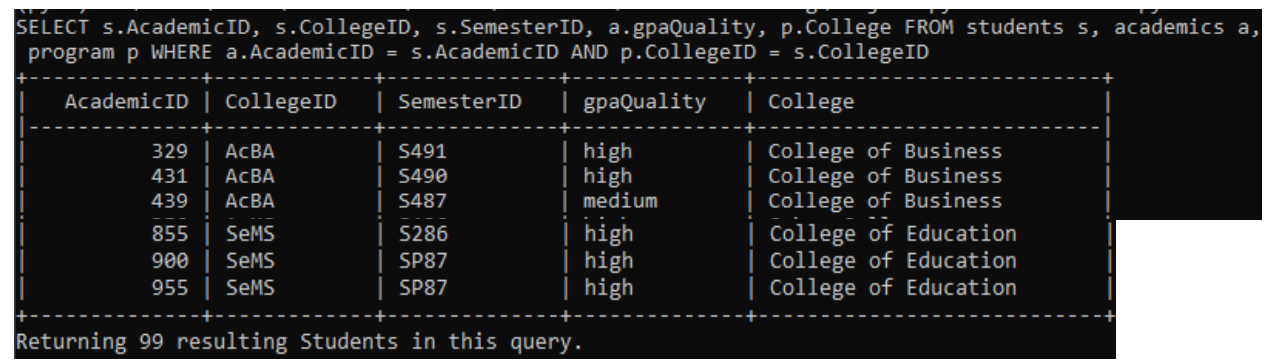 SELECT s.AcademicID, s.CollegeID, s.SemesterID, a.gpaQuality, p.College FROM students s, academics a,
program p WHERE a.AcademicID = s.AcademicID AND p.CollegeID = s.CollegeID
+--------------+-------------+--------------+--------------+---------------------------+
| AcademicID | CollegeID | SemesterID | gpaQuality | College |
|--------------+-------------+--------------+--------------+---------------------------|
| 329 | AcBA | S491 | high | College of Business |
| 431 | AcBA | S490 | high | College of Business |
| 439 | AcBA | S487 | medium | College of Business |
| 855 | SeMS | S286 | high | College of Education |
| 900 | SeMS | SP87 | high | College of Education |
| 955 | SeMS | SP87 | high | College of Education |
+--------------+-------------+--------------+--------------+---------------------------+
Returning 99 resulting Students in this query.